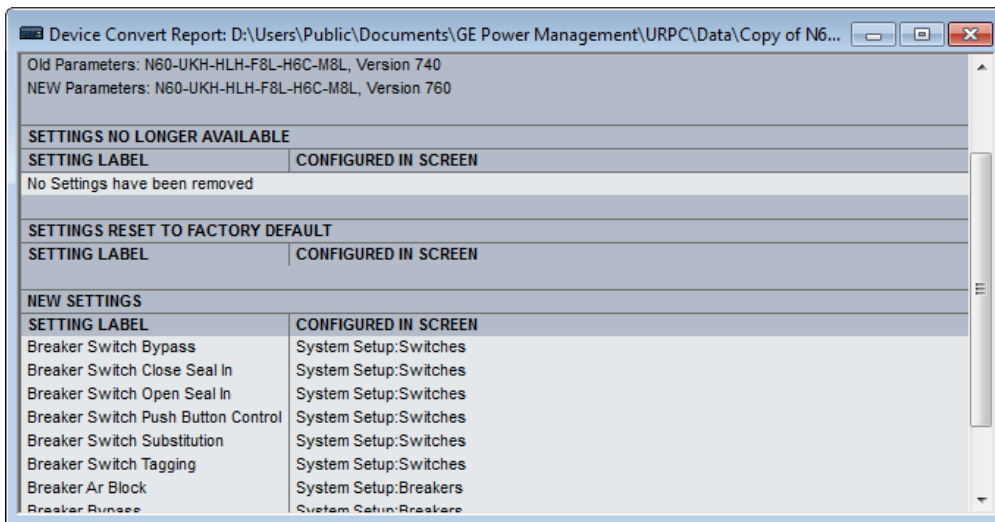 Device Convert Report: D:\Users\Public\Documents\GE Power Management\URPC\Data\Copy of N6...
Old Parameters: N60-UKH-HLH-F8L-H6C-M8L, Version 740
NEW Parameters: N60-UKH-HLH-F8L-H6C-M8L, Version 760
SETTINGS NO LONGER AVAILABLE
SETTING LABEL CONFIGURED IN SCREEN
No Settings have been removed
SETTINGS RESET TO FACTORY DEFAULT
SETTING LABEL CONFIGURED IN SCREEN
NEW SETTINGS
SETTING LABEL CONFIGURED IN SCREEN
Breaker Switch Bypass System Setup:Switches
Breaker Switch Close Seal In System Setup:Switches
Breaker Switch Open Seal In System Setup:Switches
Breaker Switch Push Button Control System Setup:Switches
Breaker Switch Substitution System Setup:Switches
Breaker Switch Tagging System Setup:Switches
Breaker Ar Block System Setup:Breakers
Breaker Bypass System Setup:Breakers